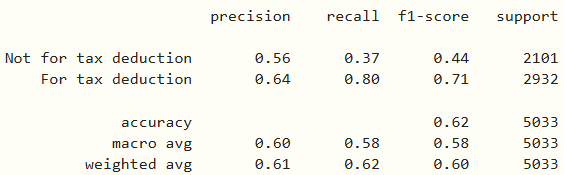 precision recall f1-score support
Not for tax deduction 0.56 0.37 0.44 2101
For tax deduction 0.64 0.80 0.71 2932
accuracy 0.62 5033
macro avg 0.60 0.58 0.58 5033
weighted avg 0.61 0.62 0.60 5033